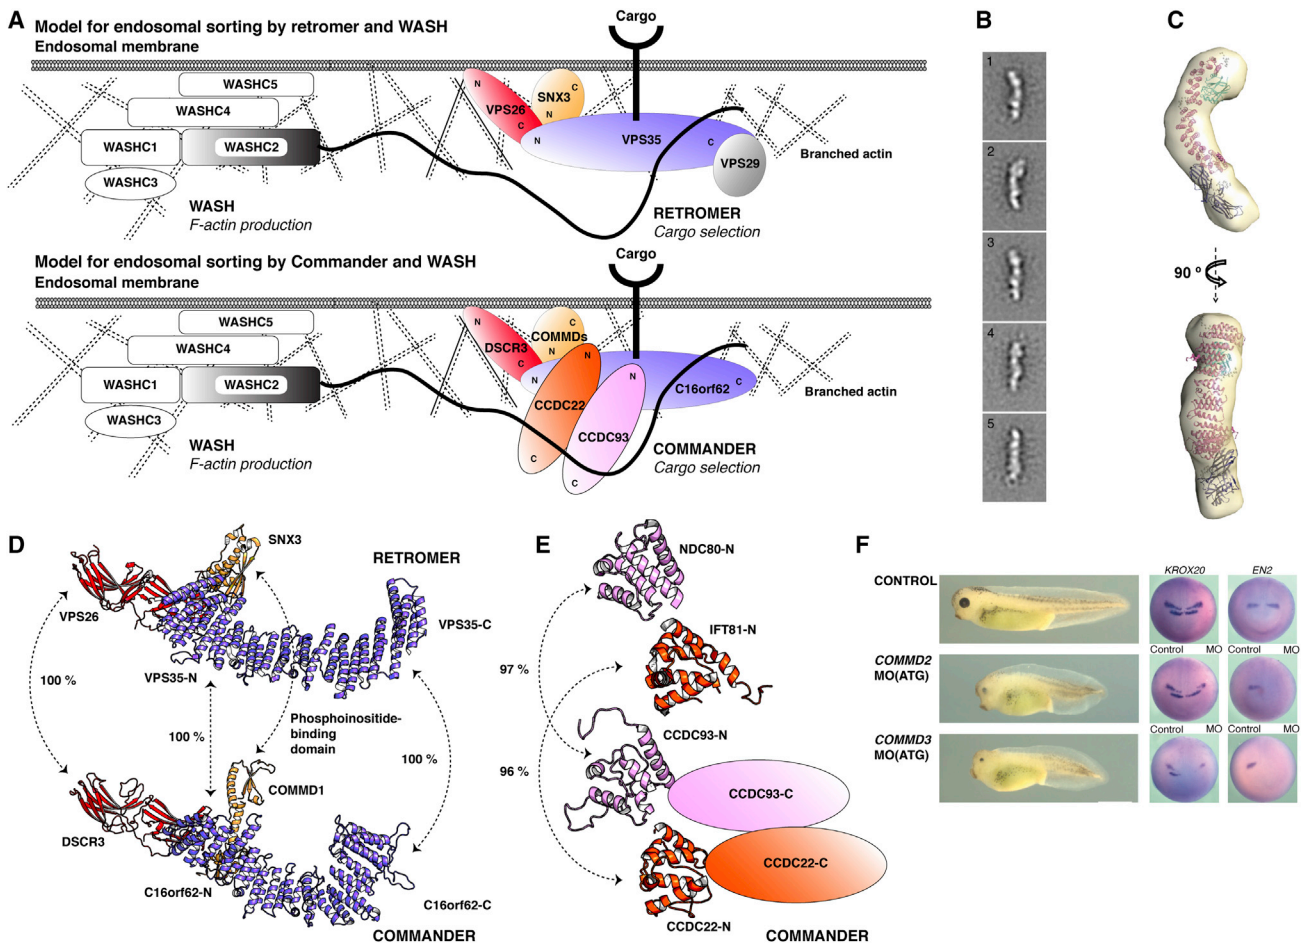 A
Model for endosomal sorting by retromer and WASH
Endosomal membrane
Cargo
WASHC5
WASHC4
WASHC1
WASHC2
WASHC3
WASH
F-actin production
N
VPS26
C
SNX3
C
N
N
VPS35
C
VPS29
Branched actin
RETROMER
Cargo selection
Model for endosomal sorting by Commander and WASH
Endosomal membrane
Cargo
WASHC5
WASHC4
WASHC1
WASHC2
WASHC3
WASH
F-actin production
N
DSCR3
C
C
COMMDs
N
N
N
N
CCDC22
C
CCDC93
C
C16orf62
C
Branched actin
COMMANDER
Cargo selection
B
1
2
3
4
5
C
90 º
D
SNX3
RETROMER
VPS26
VPS35-C
VPS35-N
100 %
100 %
Phosphoinositide-
binding
domain
100 %
COMMD1
DSCR3
C16orf62-N
C16orf62-C
COMMANDER
E
NDC80-N
IFT81-N
97 %
CCDC93-N
96 %
CCDC93-C
CCDC22-C
CCDC22-N
COMMANDER
F
KROX20
EN2
CONTROL
Control MO
Control MO
COMMD2
MO(ATG)
Control MO
Control MO
COMMD3
MO(ATG)